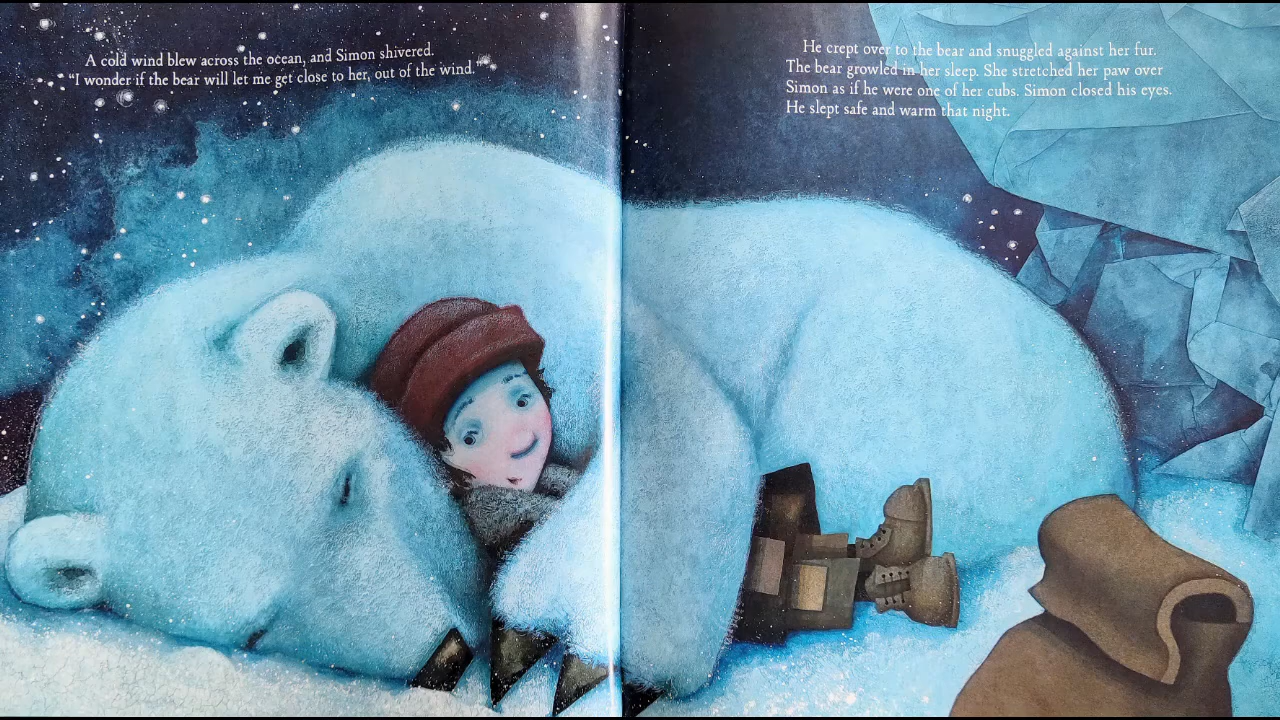 A cold wind blew across the ocean, and Simon shivered.
"I wonder if the bear will let me get close to her, out of the wind."
He crept over to the bear and snuggled against her fur.
The bear growled in her sleep. She stretched her paw over
Simon as if he were one of her cubs. Simon closed his eyes.
He slept safe and warm that night.